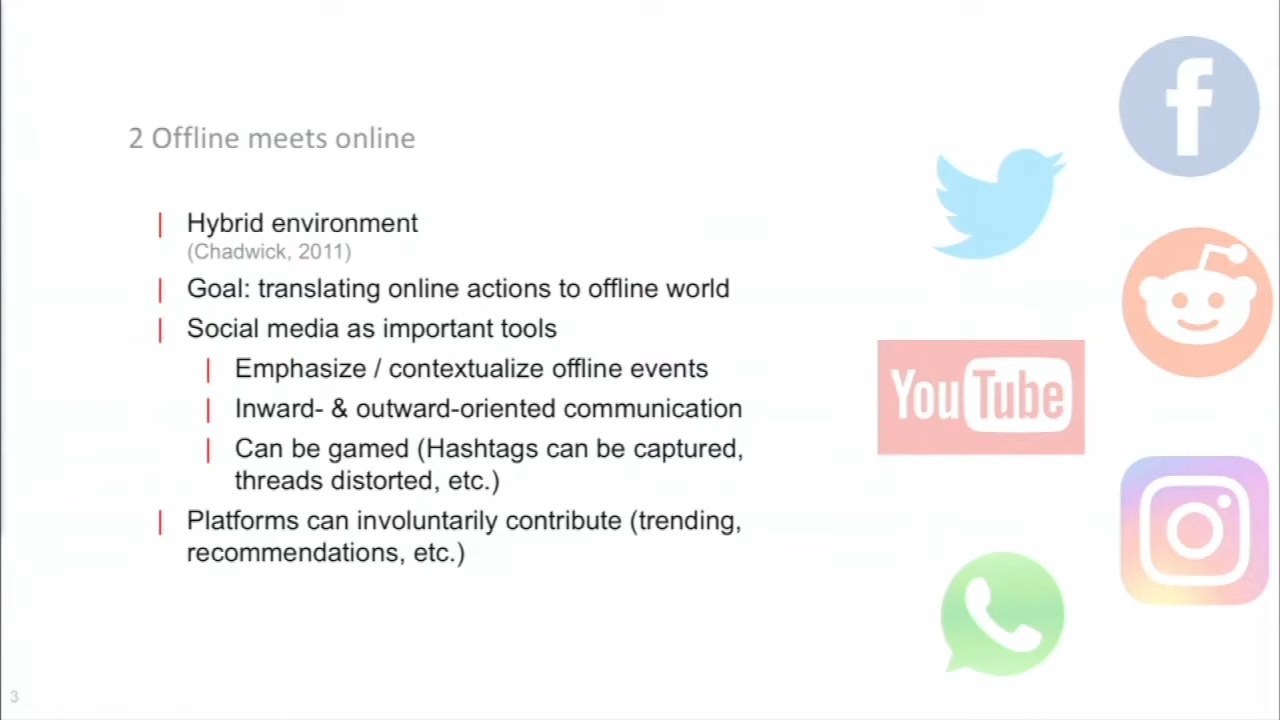 2 Offline meets online
Hybrid environment
(Chadwick, 2011)
Goal: translating online actions to offline world
Social media as important tools
Emphasize / contextualize offline events
Inward- & outward-oriented communication
Can be gamed (Hashtags can be captured,
threads distorted, etc.)
Platforms can involuntarily contribute (trending,
recommendations, etc.)
YouTube
3